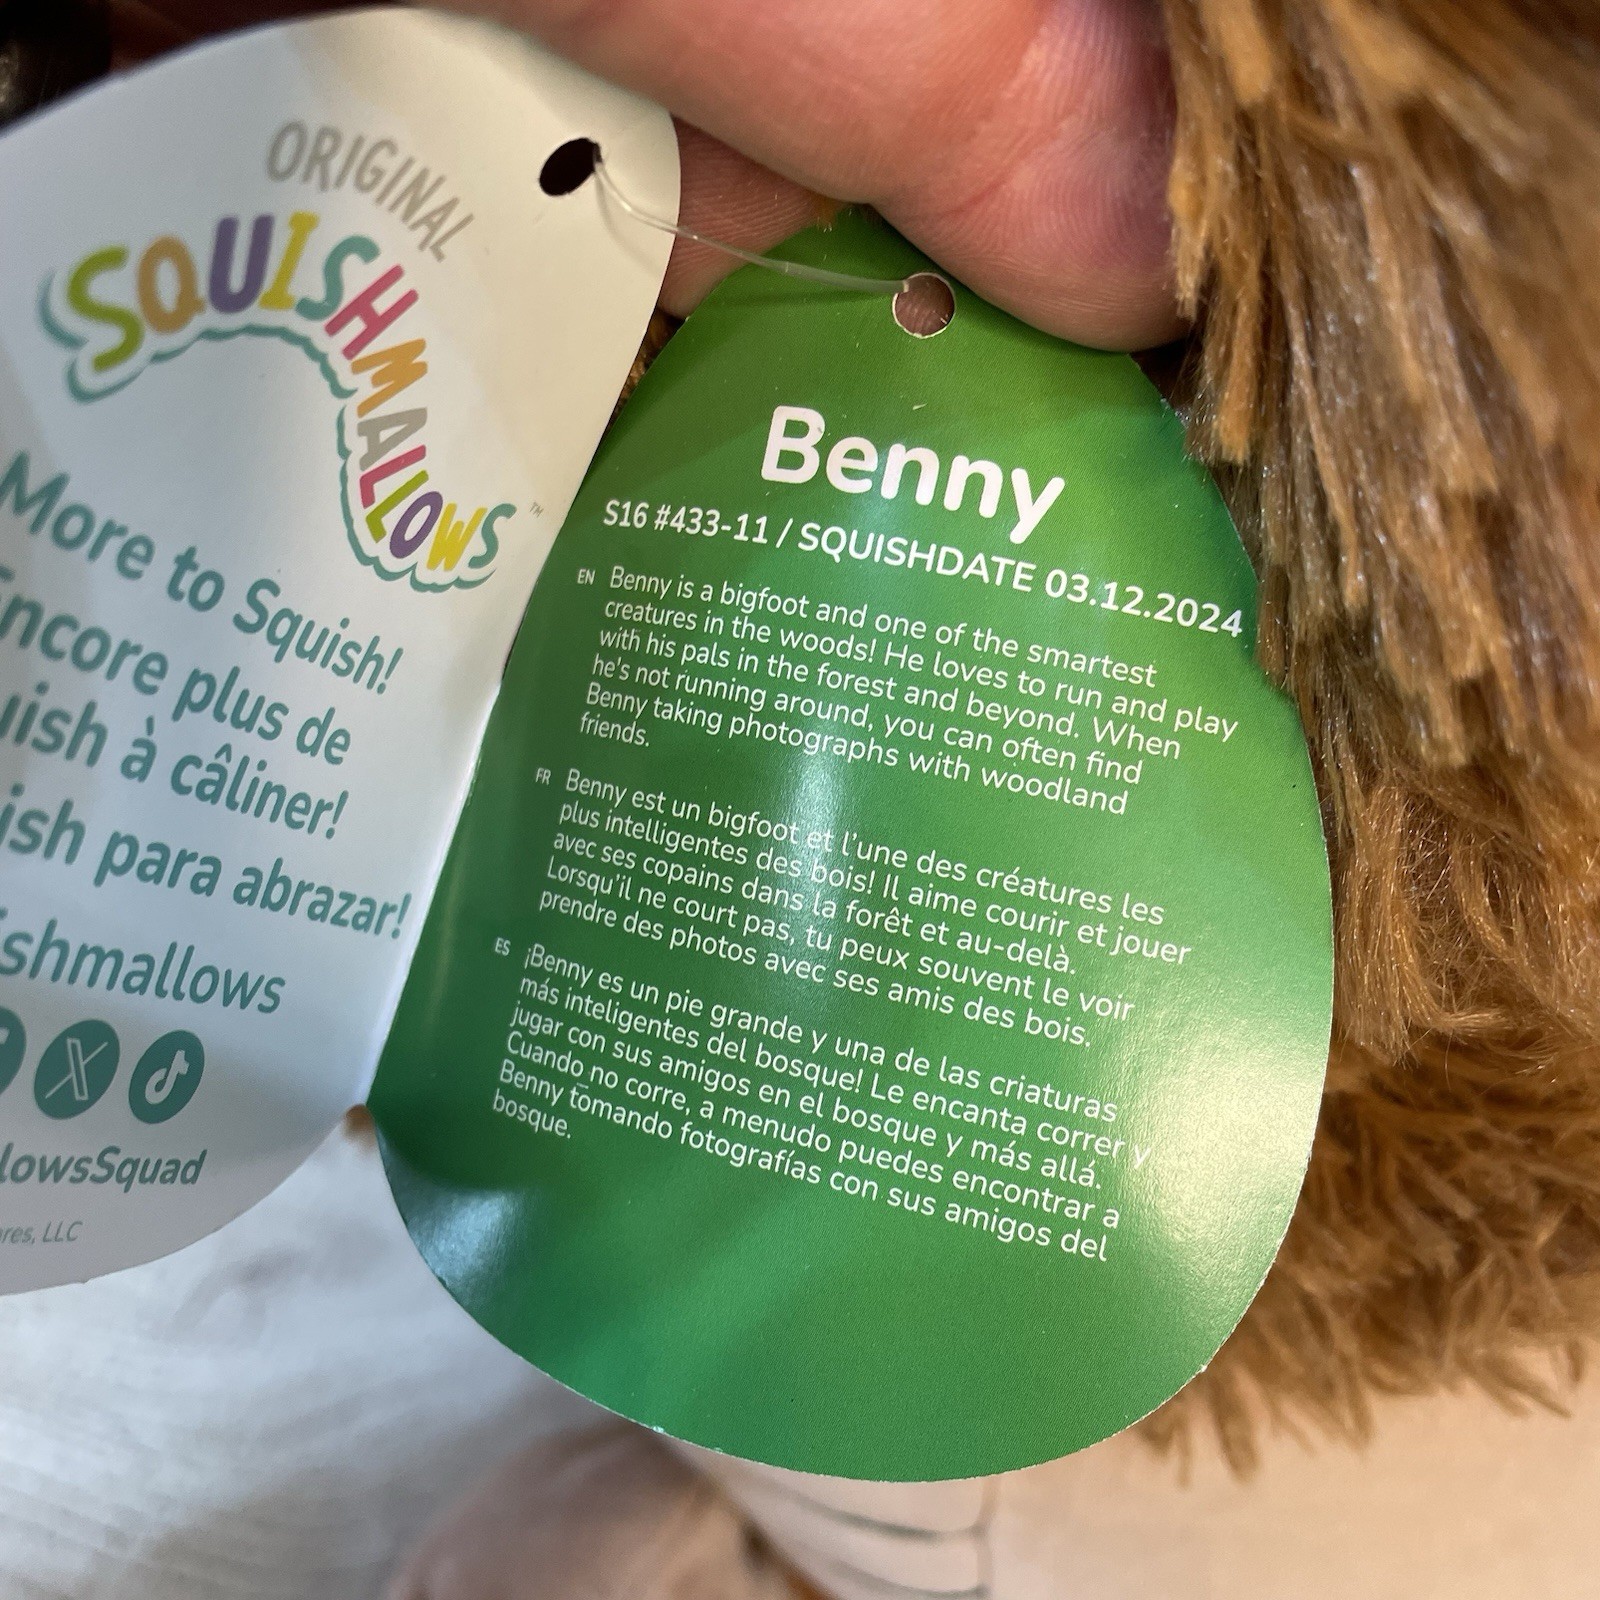 ORIGINAL
SQUISHMALLOWS™
More to Squish!
Encore plus de
à câliner!
para abrazar!
lowsSquad
LLC
Benny
S16 #433-11 / SQUISHDATE 03.12.2024
EN Benny is a bigfoot and one of the smartest
creatures in the woods! He loves to run and play
with his pals in the forest and beyond. When
he's not running around, you can often find
Benny taking photographs with woodland
friends.
FR Benny est un bigfoot et l'une des créatures les
plus intelligentes des bois! Il aime courir et jouer
avec ses copains dans la forêt et au-delà.
Lorsqu'il ne court pas, tu peux souvent le voir
prendre des photos avec ses amis des bois.
ES ¡Benny es un pie grande y una de las criaturas
más inteligentes del bosque! Le encanta correr y
jugar con sus amigos en el bosque y más allá.
Cuando no corre, a menudo puedes encontrar a
Benny tomando fotografías con sus amigos del
bosque.